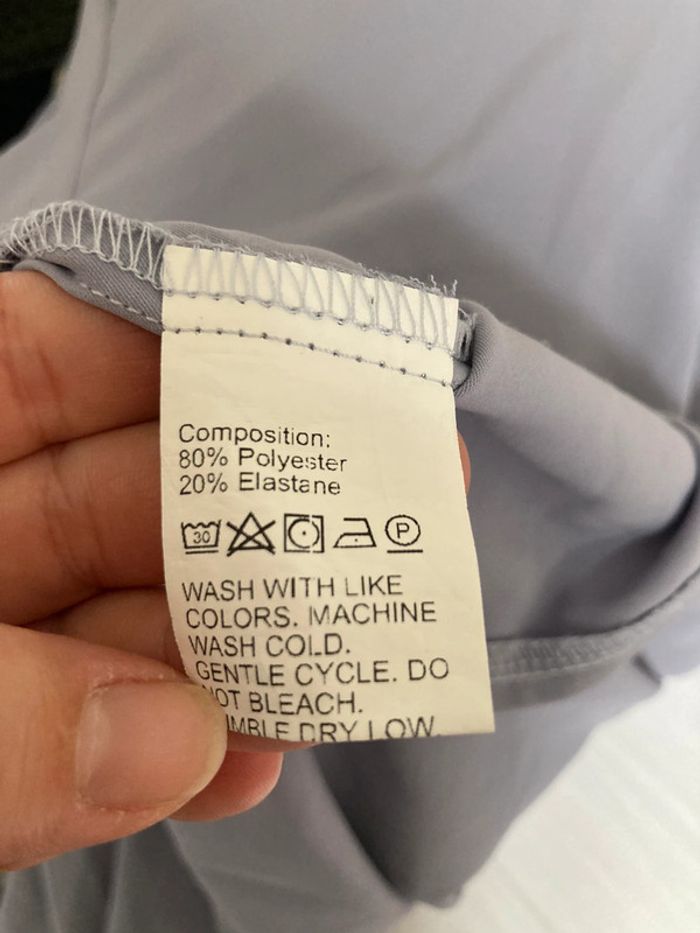 Composition:
80% Polyester
20% Elastane
30 P
WASH WITH LIKE
COLORS. MACHINE
WASH COLD.
GENTLE CYCLE. DO
NOT BLEACH.
TUMBLE DRY LOW.